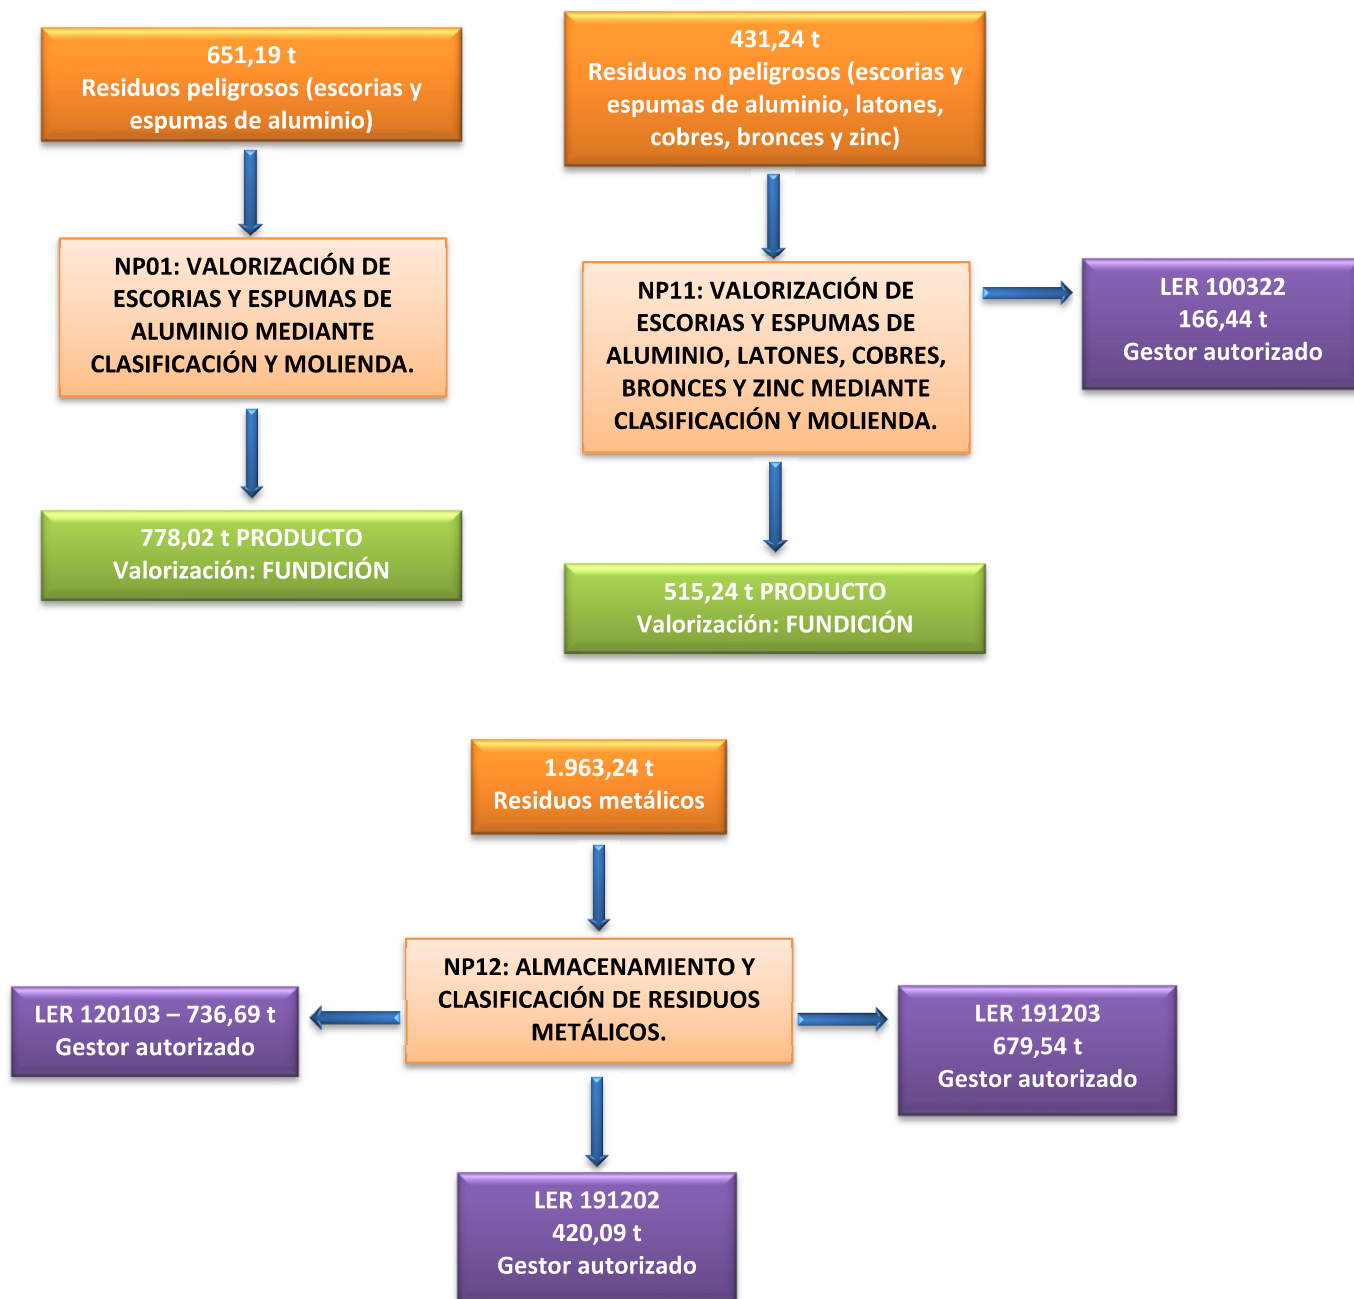 651,19 t
Residuos peligrosos (escorias y
espumas de aluminio)
NP01: VALORIZACIÓN DE
ESCORIAS Y ESPUMAS DE
ALUMINIO MEDIANTE
CLASIFICACIÓN Y MOLIENDA.
778,02 t PRODUCTO
Valorización: FUNDICIÓN
431,24 t
Residuos no peligrosos (escorias y
espumas de aluminio, latones,
cobres, bronces y zinc)
NP11: VALORIZACIÓN DE
ESCORIAS Y ESPUMAS DE
ALUMINIO, LATONES, COBRES,
BRONCES Y ZINC MEDIANTE
CLASIFICACIÓN Y MOLIENDA.
LER 100322
166,44 t
Gestor autorizado
515,24 t PRODUCTO
Valorización: FUNDICIÓN
1.963,24 t
Residuos metálicos
NP12: ALMACENAMIENTO Y
CLASIFICACIÓN DE RESIDUOS
METÁLICOS.
LER 120103 – 736,69 t
Gestor autorizado
LER 191203
679,54 t
Gestor autorizado
LER 191202
420,09 t
Gestor autorizado